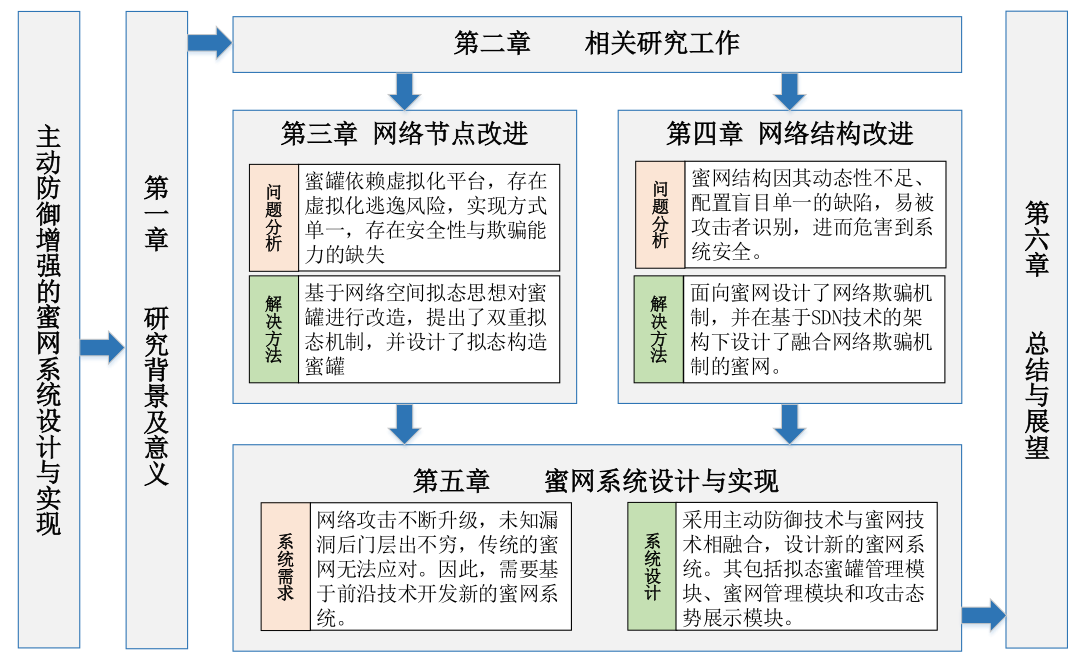 主动防御增强的蜜网系统设计与实现
第一章 研究背景及意义
第二章 相关研究工作
第三章 网络节点改进
问题分析
蜜罐依赖虚拟化平台，存在
虚拟化逃逸风险，实现方式
单一，存在安全性与欺骗能
力的缺失
解决方法
基于网络空间拟态思想对蜜
罐进行改造，提出了双重拟
态机制，并设计了拟态构造
蜜罐
第四章 网络结构改进
问题分析
蜜网结构因其动态性不足、
配置盲目单一的缺陷，易被
攻击者识别，进而危害到系
统安全。
解决方法
面向蜜网设计了网络欺骗机
制，并在基于SDN技术的架
构下设计了融合网络欺骗机
制的蜜网。
第五章 蜜网系统设计与实现
系统需求
网络攻击不断升级，未知漏
洞后门层出不穷，传统的蜜
网无法应对。因此，需要基
于前沿技术开发新的蜜网系
统。
系统设计
采用主动防御技术与蜜网技
术相融合，设计新的蜜网系
统。其包括拟态蜜罐管理模
块、蜜网管理模块和攻击态
势展示模块。
第六章 总结与展望